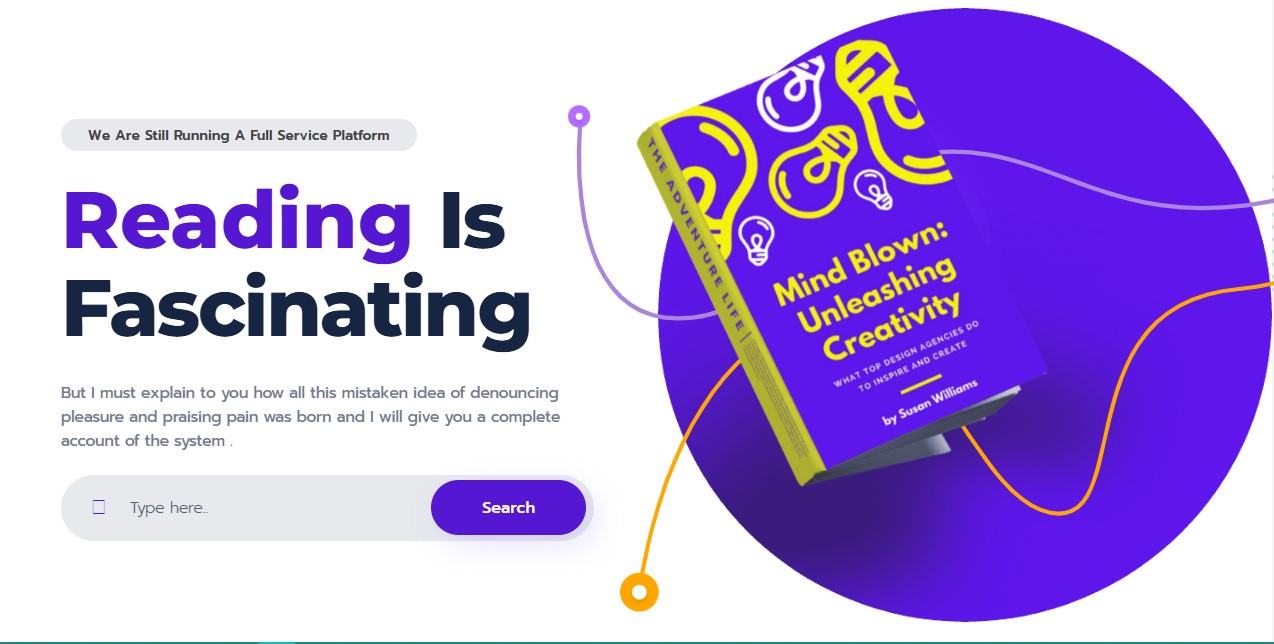 We Are Still Running A Full Service Platform
Reading Is
Fascinating
But I must explain to you how all this mistaken idea of denouncing
pleasure and praising pain was born and I will give you a complete
account of the system .
Type here..
Search
THE ADVENTURE LIFE
Mind Blown:
Unleashing
Creativity
WHAT TOP DESIGN AGENCIES DO
TO INSPIRE AND CREATE
by Susan Williams